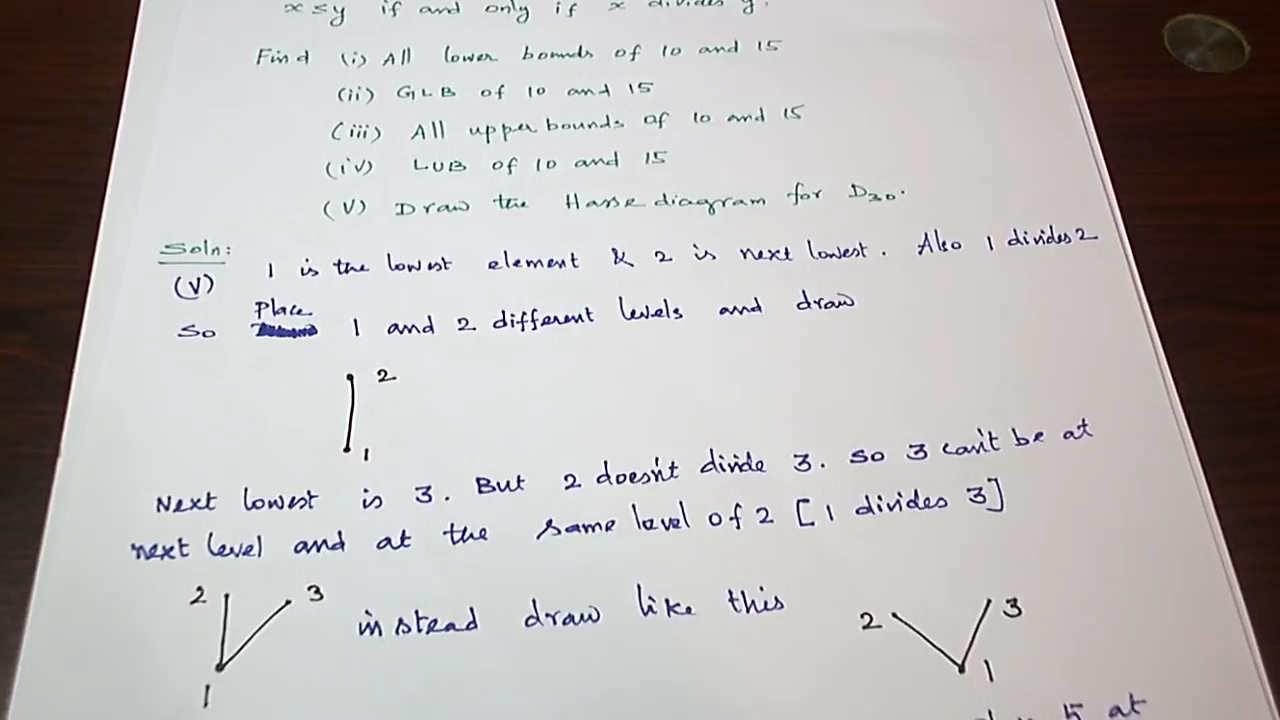 x ≤ y if and only if x divides y.
Find (i) All lower bounds of 10 and 15
(ii) GLB of 10 and 15
(iii) All upper bounds of 10 and 15
(iv) LUB of 10 and 15
(V) Draw the Hasse diagram for D30.
Soln:
(V) 1 is the lowest element & 2 is next lowest. Also 1 divides 2
So Place 1 and 2 different levels and draw
2
1
Next lowest is 3. But 2 doesn't divide 3. So 3 can't be at
next level and at the same level of 2 [1 divides 3]
2 3 instead draw like this 2 3
1 1
5 at